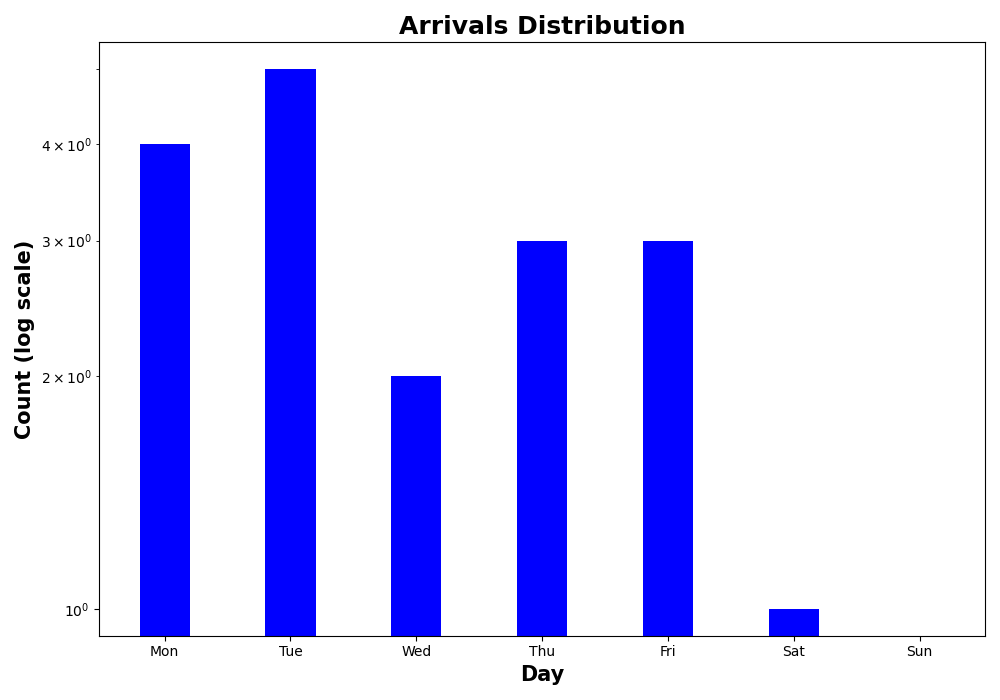 Arrivals Distribution
Count (log scale)
4 × 10⁰
3 × 10⁰
2 × 10⁰
10⁰
Mon Tue Wed Thu Fri Sat Sun
Day